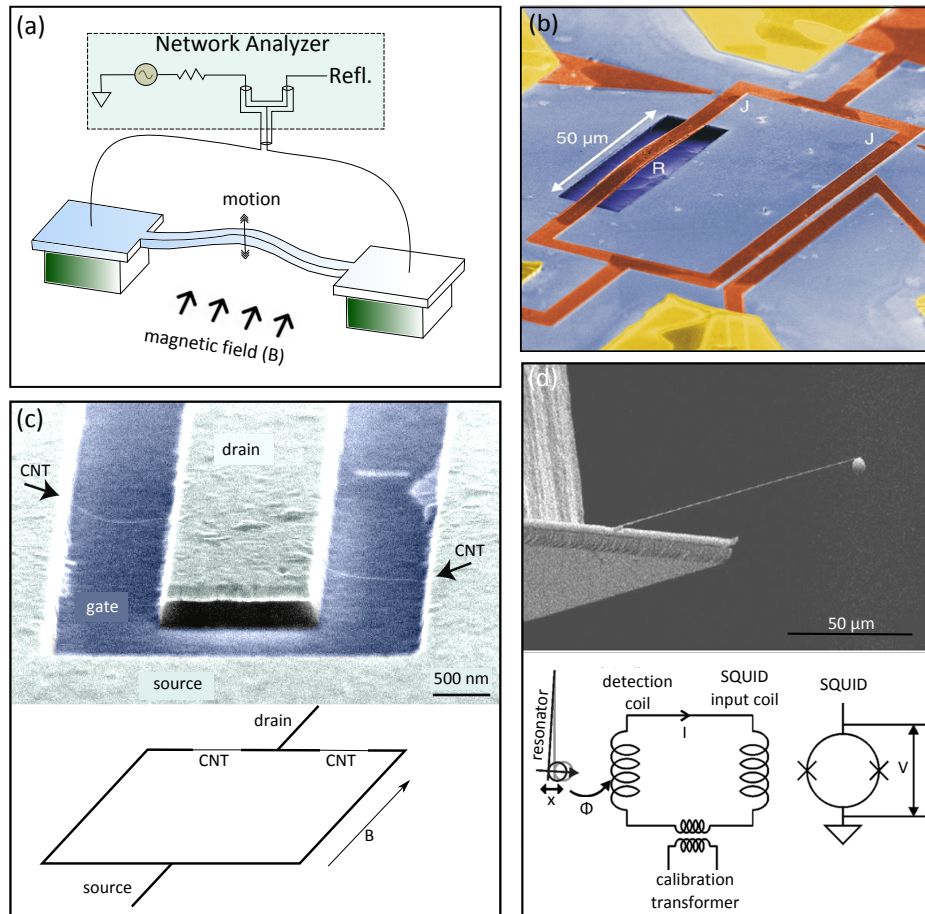 (a)
Network Analyzer
Refl.
motion
magnetic field (B)
(b)
J
J
50 μm
R
(c)
drain
CNT
CNT
gate
source
500 nm
drain
CNT
CNT
B
source
(d)
50 μm
detection
coil
SQUID
input coil
SQUID
resonator
I
V
x
Φ
calibration
transformer